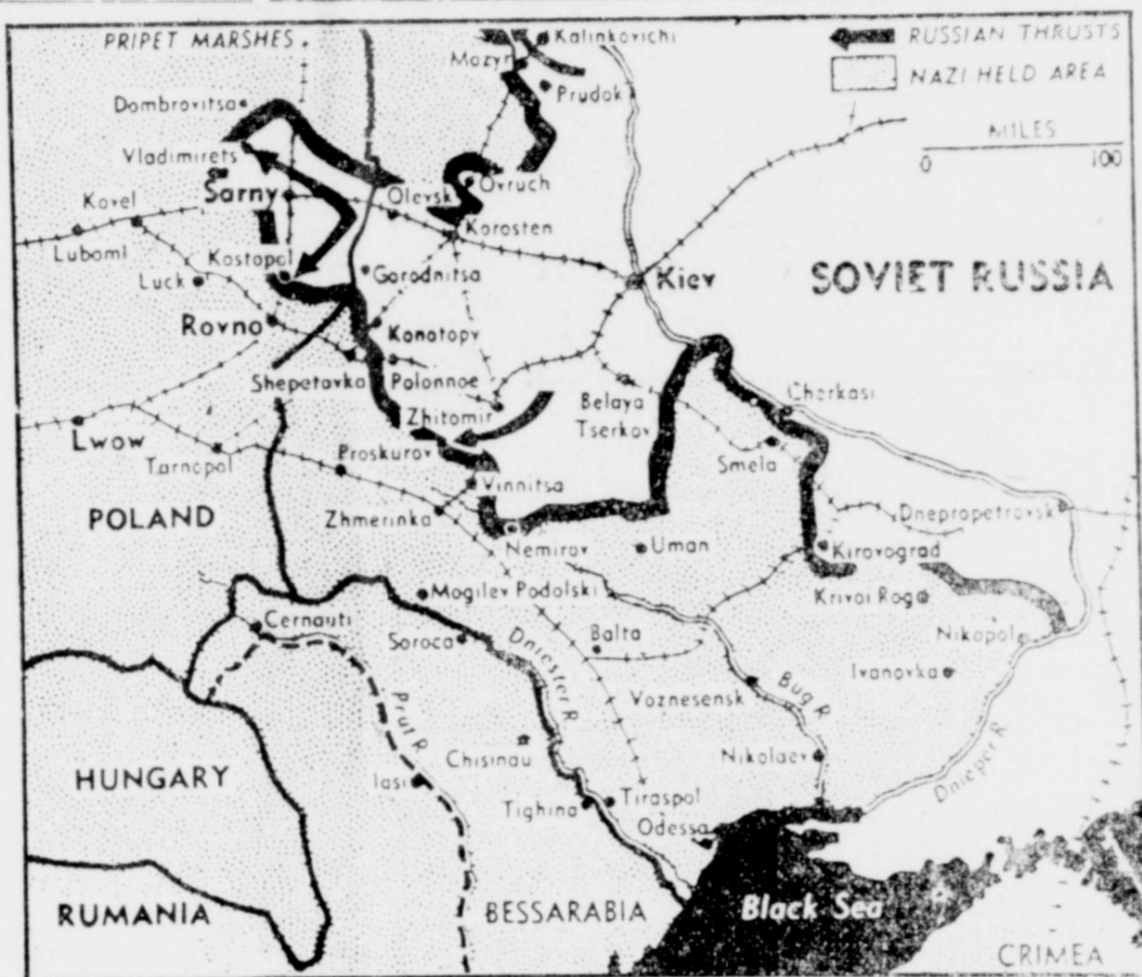 PRIPET MARSHES
Kalinkovichi
RUSSIAN THRUSTS
Mozyr
NAZI-HELD AREA
Prudok
Dombrovitsa
MILES
0 100
Vladimirets
Ovruch
Sarny
Olevsk
Kovel
Korosten
Luboml
Kostopol
Gorodnitsa
Luck
Kiev
SOVIET RUSSIA
Rovno
Konatopy
Shepetovka
Polonnoe
Cherkasi
Zhitomir
Belaya
Tserkov
Lwow
Proskurov
Smela
Tarnopol
Vinnitsa
POLAND
Zhmerinka
Dnepropetrovsk
Nemirov
Uman
Kirovograd
Mogilev Podolski
Krivoi Rog
Cernauti
Soroca
Dniester R.
Balta
Nikopol
Ivanovka
Voznesensk
Bug R.
Prut R.
Chisinau
Nikolaev
Dnieper R.
HUNGARY
Iasi
Tighina
Tiraspol
Odessa
RUMANIA
BESSARABIA
Black Sea
CRIMEA